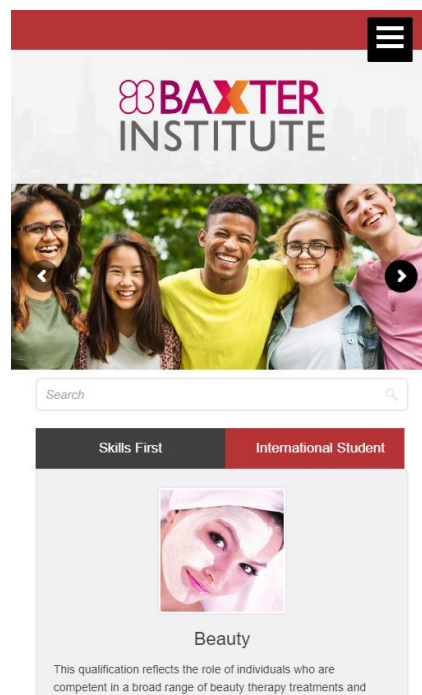 BAXTER
INSTITUTE
Search
Skills First
International Student
Beauty
This qualification reflects the role of individuals who are
competent in a broad range of beauty therapy treatments and